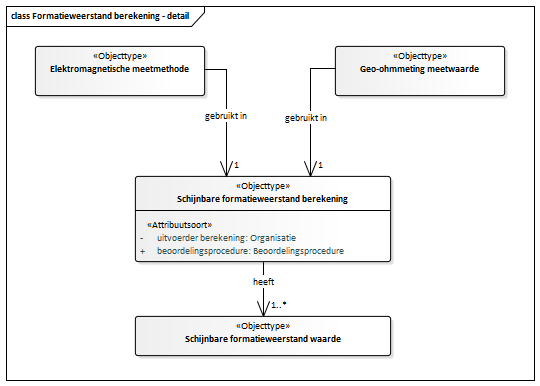 class Formatieweerstand berekening - detail
«Objecttype»
Elektromagnetische meetmethode
«Objecttype»
Geo-ohmmeting meetwaarde
gebruikt in
gebruikt in
1
1
«Objecttype»
Schijnbare formatieweerstand berekening
«Attribuutsoort»
- uitvoerder berekening: Organisatie
+ beoordelingsprocedure: Beoordelingsprocedure
heeft
1..*
«Objecttype»
Schijnbare formatieweerstand waarde